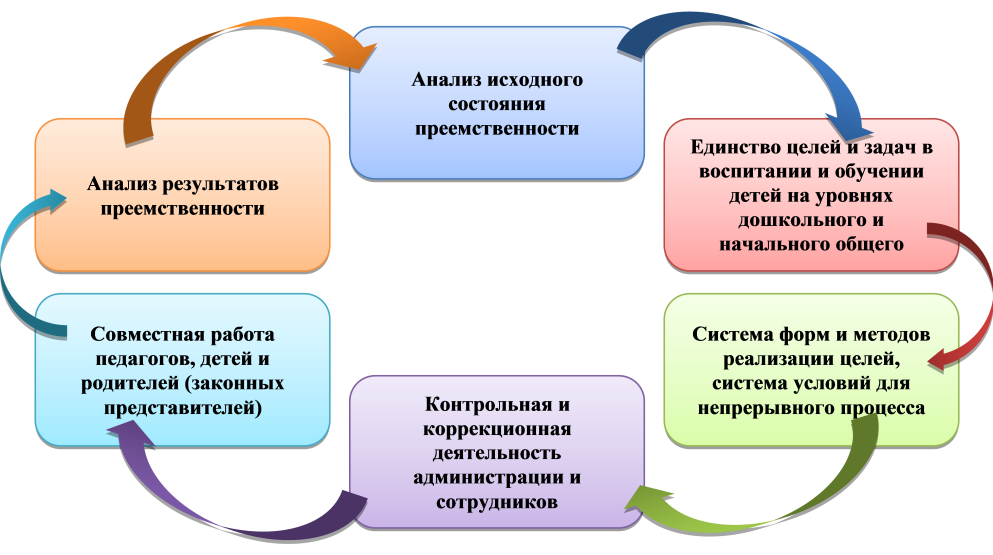 Анализ исходного
состояния
преемственности
Единство целей и задач в
воспитании и обучении
детей на уровнях
дошкольного и
начального общего
Система форм и методов
реализации целей,
система условий для
непрерывного процесса
Контрольная и
коррекционная
деятельность
администрации и
сотрудников
Совместная работа
педагогов, детей и
родителей (законных
представителей)
Анализ результатов
преемственности